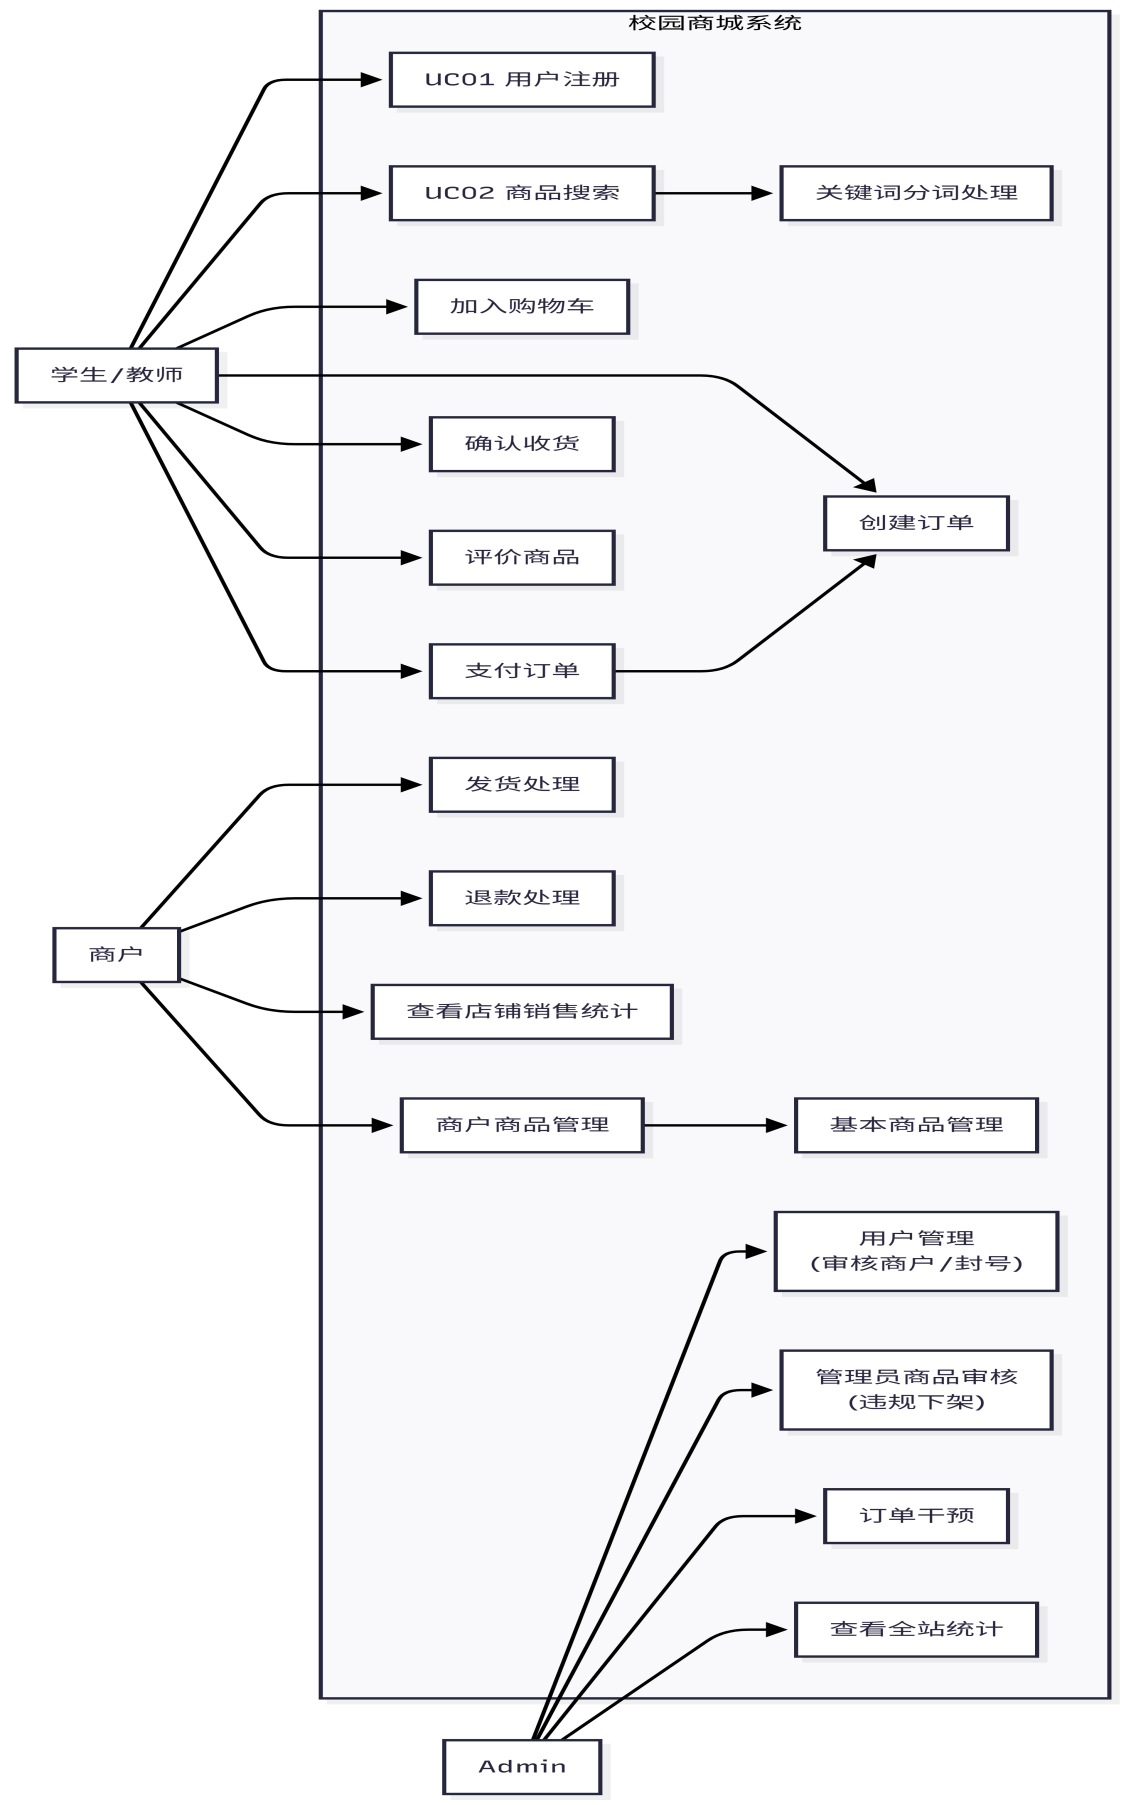 校园商城系统
UC01 用户注册
UC02 商品搜索
关键词分词处理
加入购物车
学生/教师
确认收货
创建订单
评价商品
支付订单
发货处理
退款处理
商户
查看店铺销售统计
商户商品管理
基本商品管理
用户管理
(审核商户/封号)
管理员商品审核
(违规下架)
订单干预
查看全站统计
Admin